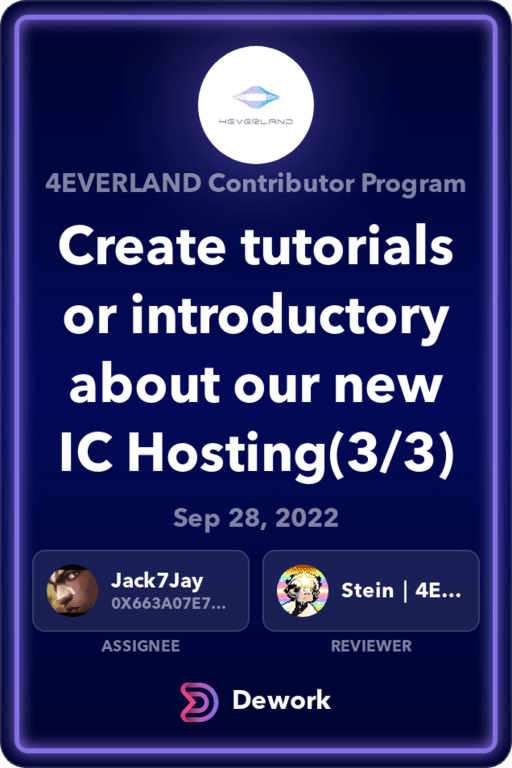 4EVERLAND
4EVERLAND Contributor Program
Create tutorials
or introductory
about our new
IC Hosting(3/3)
Sep 28, 2022
Jack7Jay
0X663A07E7...
Stein | 4E...
ASSIGNEE
REVIEWER
Dework